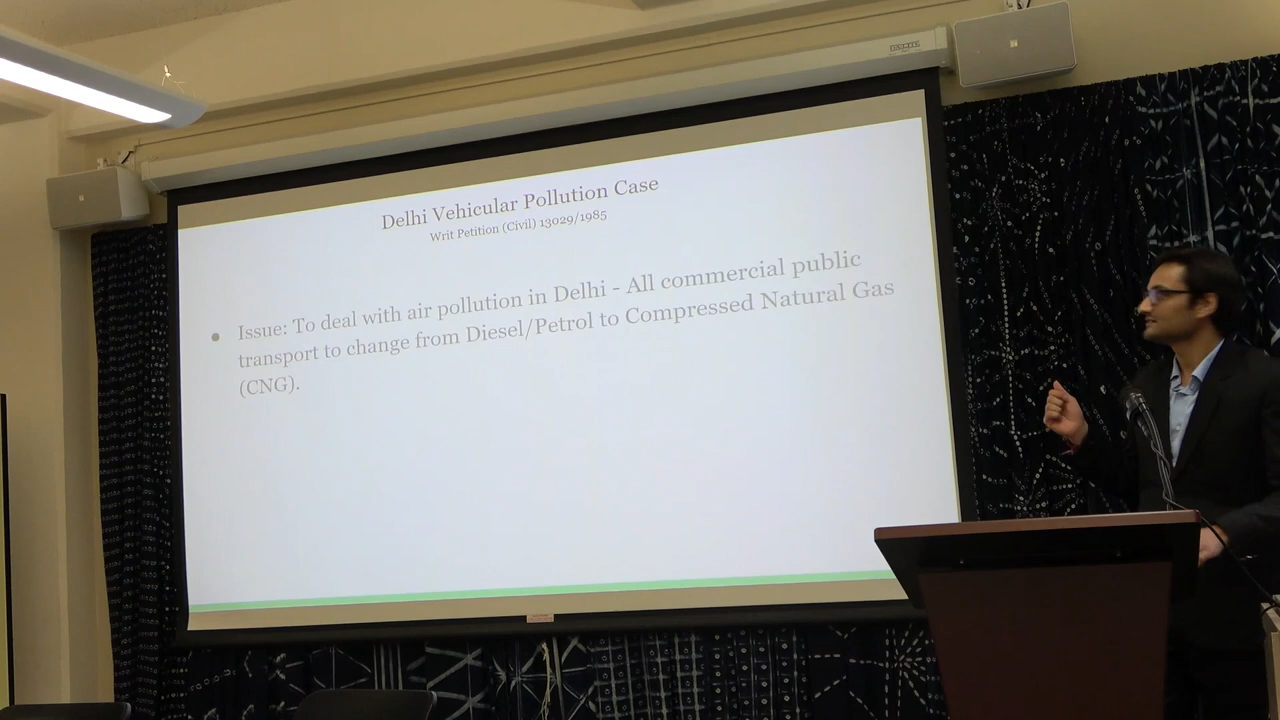 Delhi Vehicular Pollution Case
Writ Petition (Civil) 13029/1985
● Issue: To deal with air pollution in Delhi - All commercial public
transport to change from Diesel/Petrol to Compressed Natural Gas
(CNG).